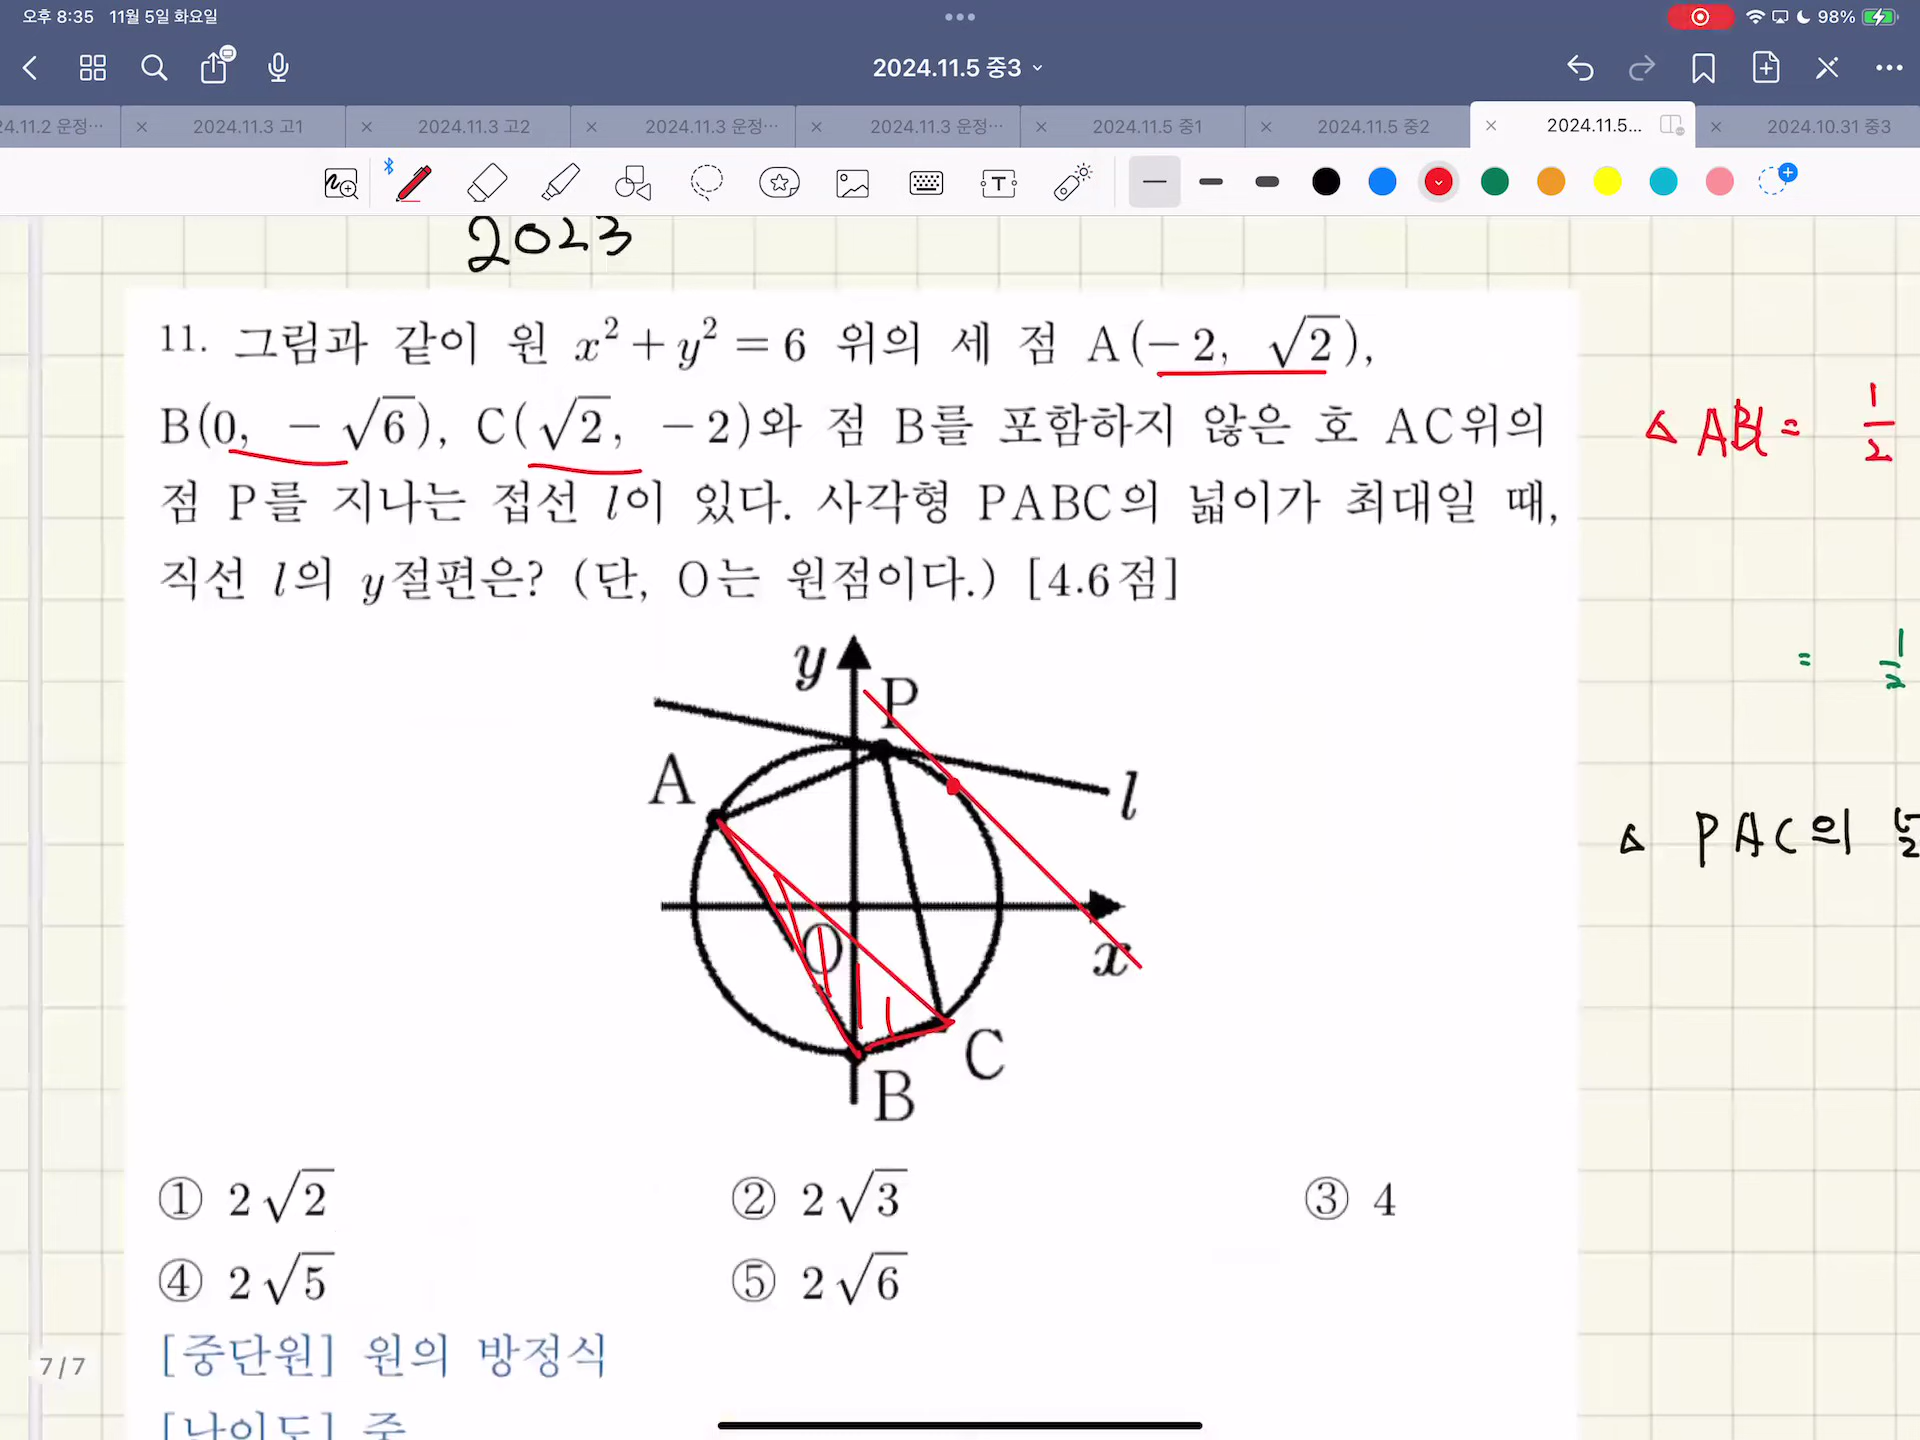 오후 8:35 11월 5일 화요일
98%
2024.11.5 중3
24.11.2 운정…
2024.11.3 고1
2024.11.3 고2
2024.11.3 운정…
2024.11.3 운정…
2024.11.5 중1
2024.11.5 중2
2024.11.5...
2024.10.31 중3
2023
11. 그림과 같이 원 x² + y² = 6 위의 세 점 A(−2, √2),
B(0, −√6), C(√2, −2)와 점 B를 포함하지 않은 호 AC위의
점 P를 지나는 접선 l이 있다. 사각형 PABC의 넓이가 최대일 때,
직선 l의 y절편은? (단, O는 원점이다.) [4.6점]
△ ABC = 1/2
= 1/2
△ PAC의
y
P
A
l
O
x
C
B
① 2√2
② 2√3
③ 4
④ 2√5
⑤ 2√6
[중단원] 원의 방정식
[난이도] 중
7/7